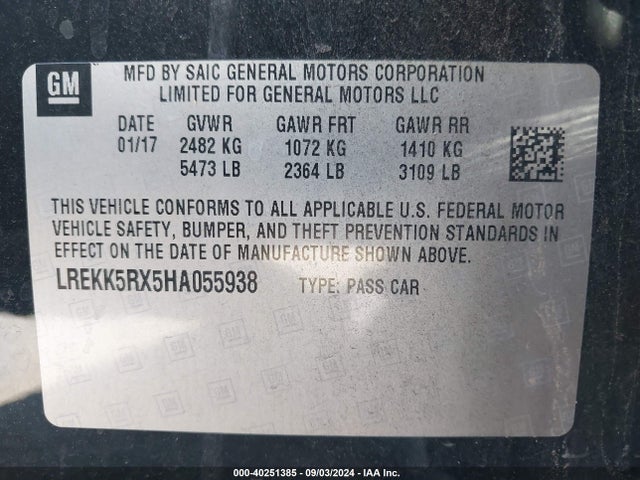 GM
MFD BY SAIC GENERAL MOTORS CORPORATION
LIMITED FOR GENERAL MOTORS LLC
DATE GVWR GAWR FRT GAWR RR
01/17 2482 KG 1072 KG 1410 KG
5473 LB 2364 LB 3109 LB
THIS VEHICLE CONFORMS TO ALL APPLICABLE U.S. FEDERAL MOTOR
VEHICLE SAFETY, BUMPER, AND THEFT PREVENTION STANDARDS IN
EFFECT ON THE DATE OF MANUFACTURE SHOWN ABOVE.
LREKK5RX5HA055938 TYPE: PASS CAR
000-40251385 - 09/03/2024 - IAA Inc.